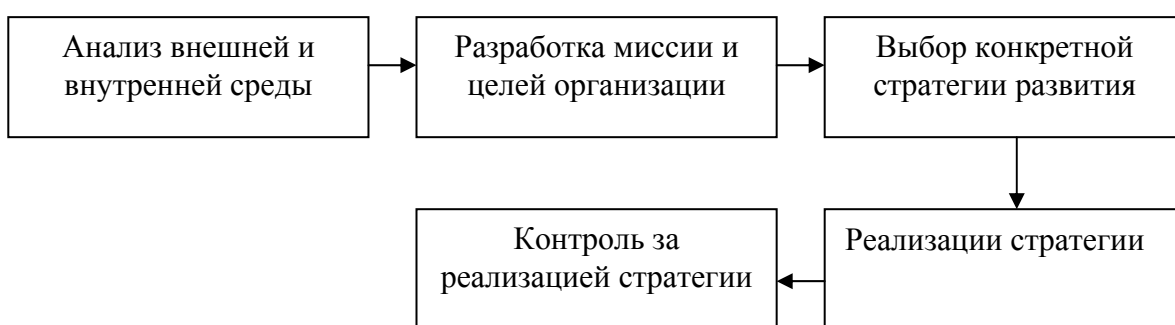 Анализ внешней и
внутренней среды
Разработка миссии и
целей организации
Выбор конкретной
стратегии развития
Реализации стратегии
Контроль за
реализацией стратегии